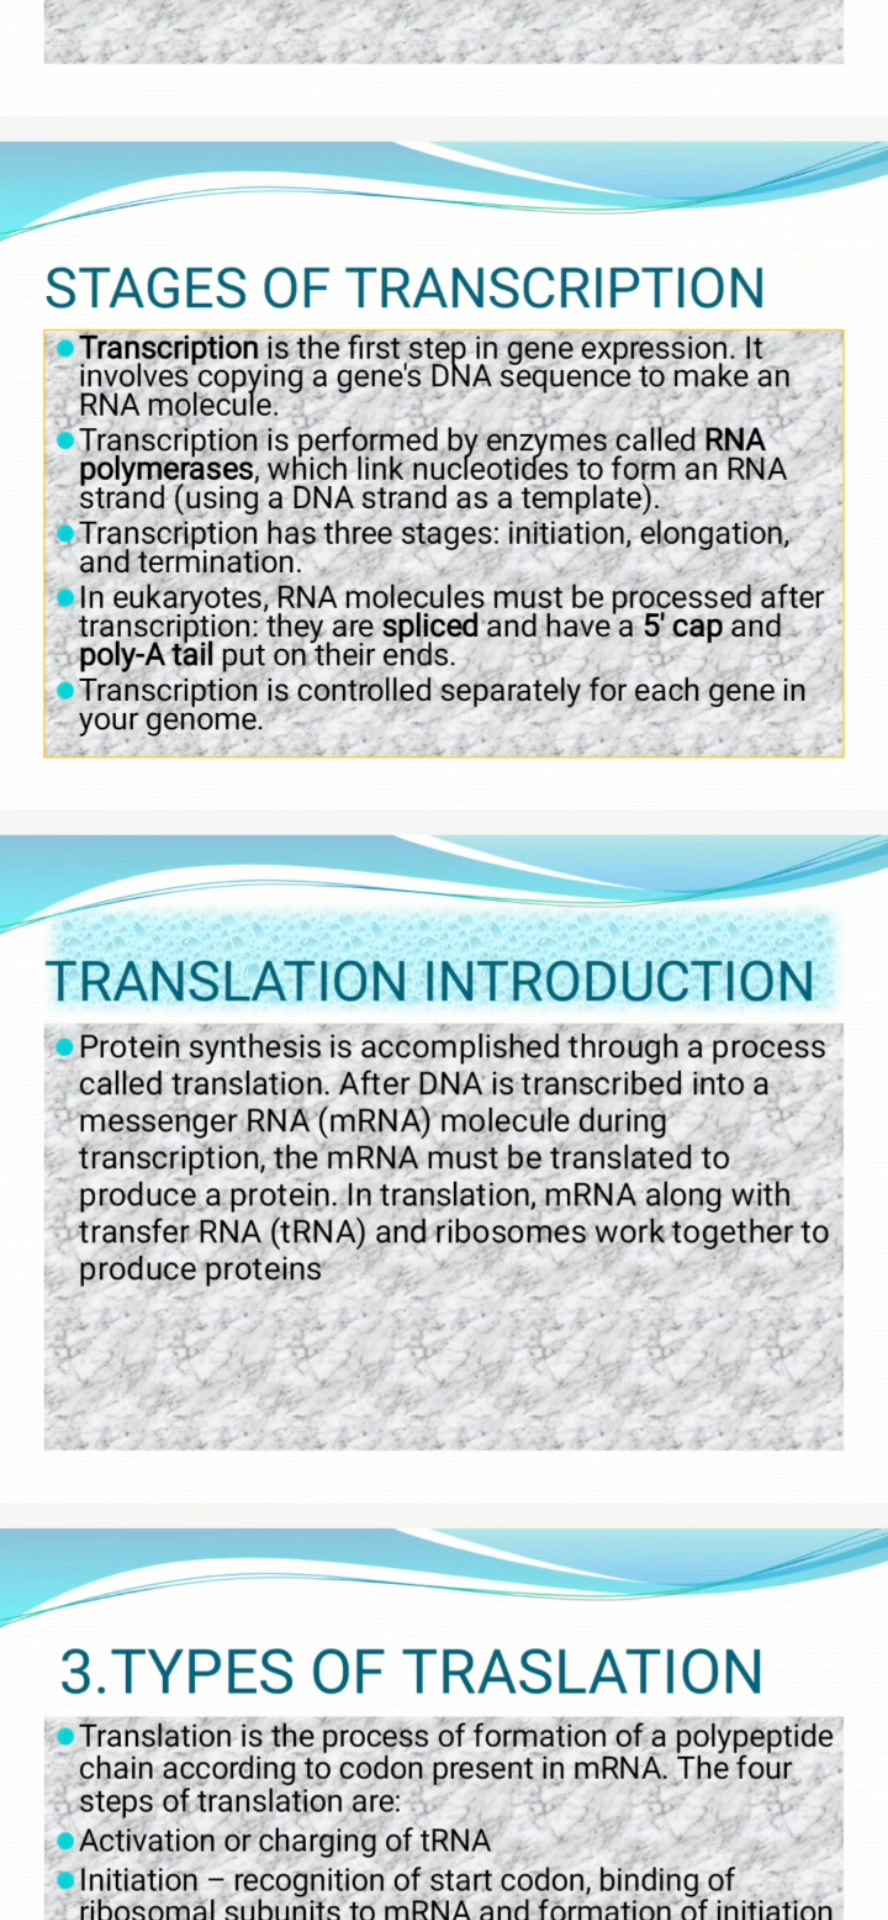 STAGES OF TRANSCRIPTION
Transcription is the first step in gene expression. It
involves copying a gene's DNA sequence to make an
RNA molecule.
Transcription is performed by enzymes called RNA
polymerases, which link nucleotides to form an RNA
strand (using a DNA strand as a template).
Transcription has three stages: initiation, elongation,
and termination.
In eukaryotes, RNA molecules must be processed after
transcription: they are spliced and have a 5' cap and
poly-A tail put on their ends.
Transcription is controlled separately for each gene in
your genome.
TRANSLATION INTRODUCTION
Protein synthesis is accomplished through a process
called translation. After DNA is transcribed into a
messenger RNA (mRNA) molecule during
transcription, the mRNA must be translated to
produce a protein. In translation, mRNA along with
transfer RNA (tRNA) and ribosomes work together to
produce proteins
3.TYPES OF TRASLATION
Translation is the process of formation of a polypeptide
chain according to codon present in mRNA. The four
steps of translation are:
Activation or charging of tRNA
Initiation – recognition of start codon, binding of
ribosomal subunits to mRNA and formation of initiation